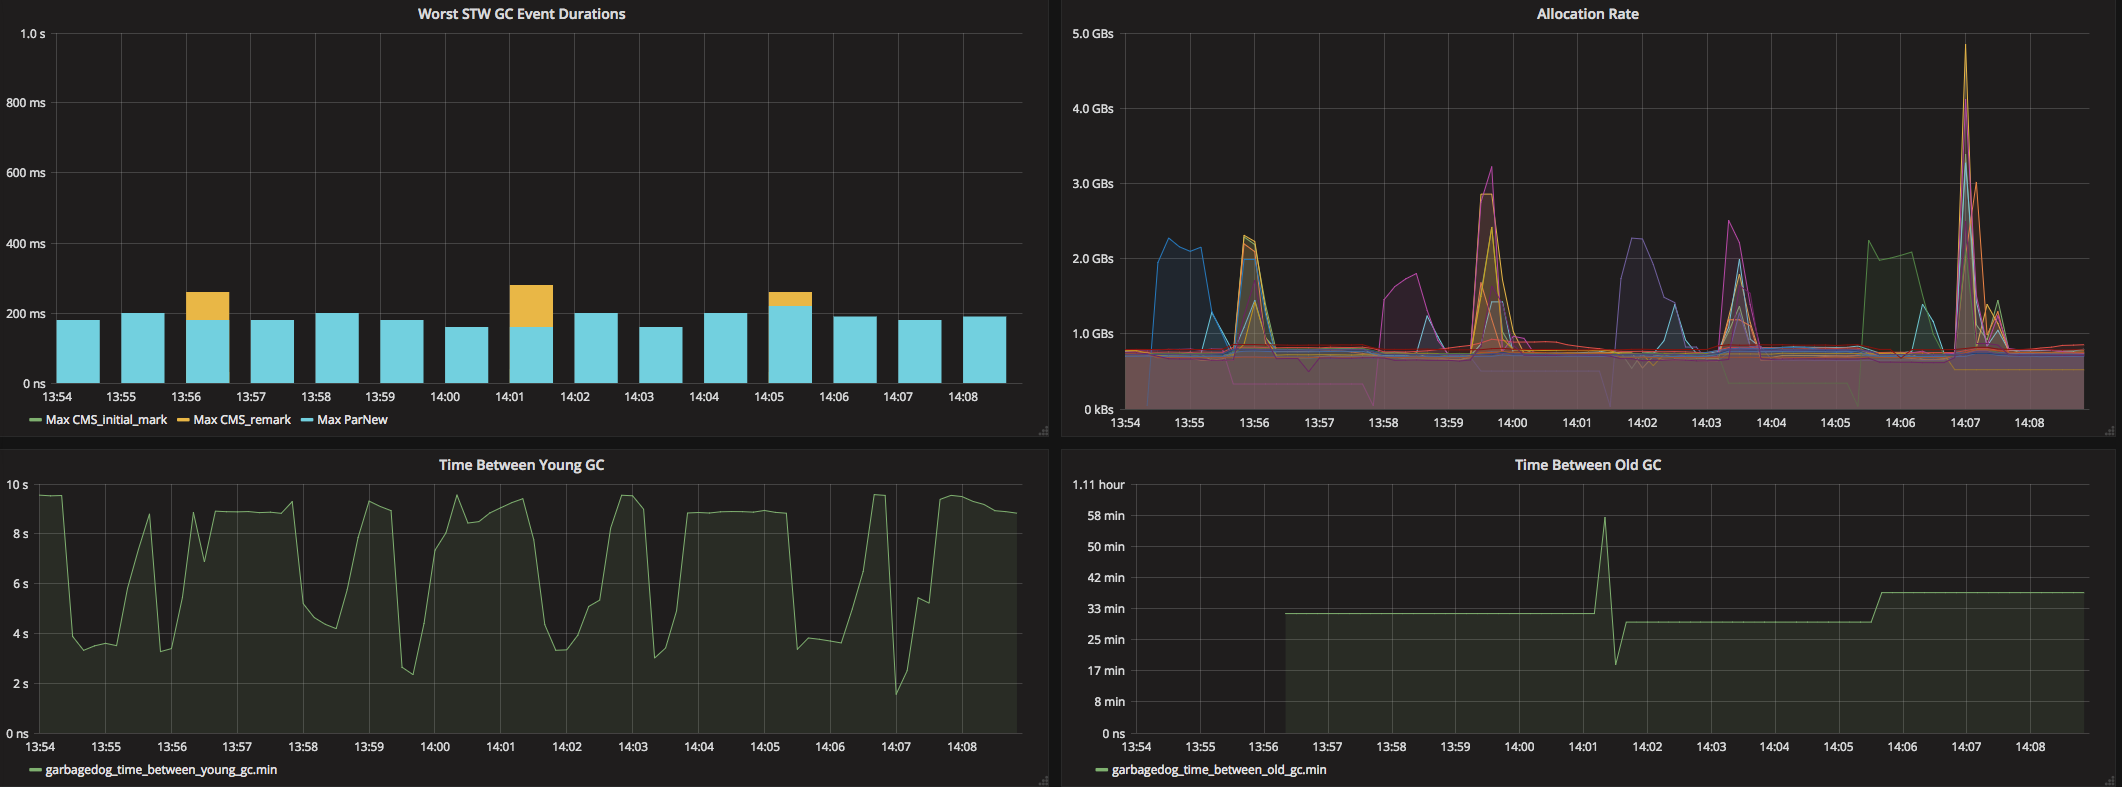 Worst STW GC Event Durations
1.0 s
800 ms
600 ms
400 ms
200 ms
0 ns
13:54 13:55 13:56 13:57 13:58 13:59 14:00 14:01 14:02 14:03 14:04 14:05 14:06 14:07 14:08
Max CMS_initial_mark Max CMS_remark Max ParNew
Allocation Rate
5.0 GBs
4.0 GBs
3.0 GBs
2.0 GBs
1.0 GBs
0 kBs
13:54 13:55 13:56 13:57 13:58 13:59 14:00 14:01 14:02 14:03 14:04 14:05 14:06 14:07 14:08
Time Between Young GC
10 s
8 s
6 s
4 s
2 s
0 ns
13:54 13:55 13:56 13:57 13:58 13:59 14:00 14:01 14:02 14:03 14:04 14:05 14:06 14:07 14:08
garbagedog_time_between_young_gc.min
Time Between Old GC
1.11 hour
58 min
50 min
42 min
33 min
25 min
17 min
8 min
0 ns
13:54 13:55 13:56 13:57 13:58 13:59 14:00 14:01 14:02 14:03 14:04 14:05 14:06 14:07 14:08
garbagedog_time_between_old_gc.min